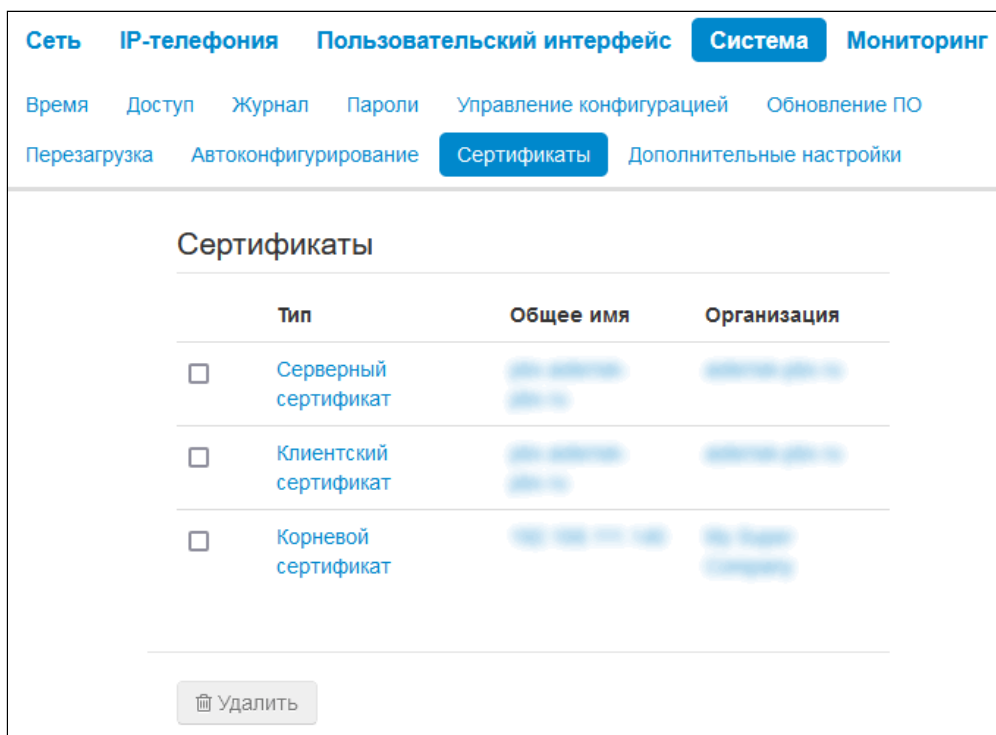 Сеть IP-телефония Пользовательский интерфейс Система Мониторинг
Время Доступ Журнал Пароли Управление конфигурацией Обновление ПО
Перезагрузка Автоконфигурирование Сертификаты Дополнительные настройки
Сертификаты
Тип Общее имя Организация
Серверный
сертификат
Клиентский
сертификат
Корневой
сертификат
Удалить